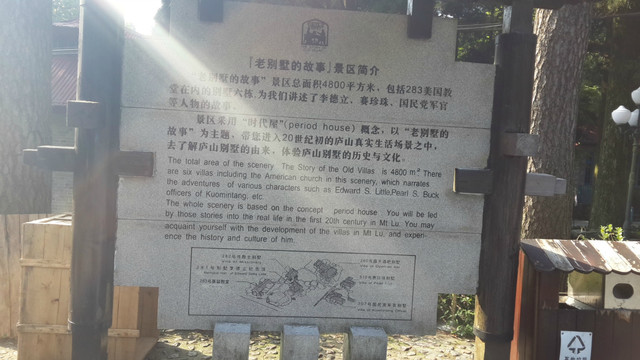 「老别墅的故事」景区简介
"老别墅的故事"景区总面积4800平方米，包括283美国教
堂在内的别墅六栋，为我们讲述了李德立、赛珍珠、国民党军官
等人物的故事。
景区采用"时代屋"(period house)概念，以"老别墅的
故事"为主题，带您进入20世纪初的庐山真实生活场景之中，
去了解庐山别墅的由来，体验庐山别墅的历史与文化。
The total area of the scenery The Story of the Old Villas is 4800 m.² There
are six villas including the American church in this scenery, which narrates
the adventures of various characters such as Edward S. Little,Pearl S. Buck
officers of Kuomintang, etc.
The whole scenery is based on the concept period house You will be led
by those stories into the real life in the first 20th century in Mt Lu. You may
acquaint yourself with the development of the villas in Mt Lu, and experi-
ence the history and culture of him.